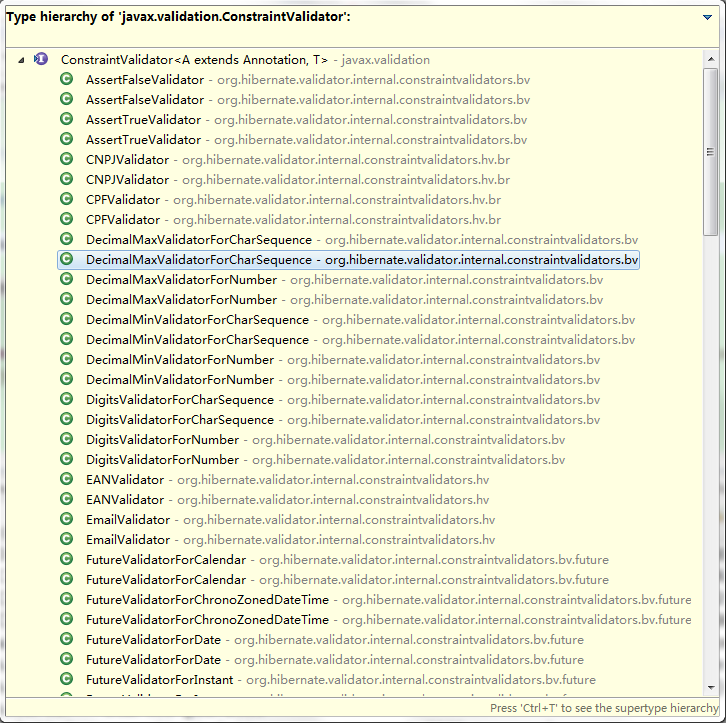 Type hierarchy of 'javax.validation.ConstraintValidator':
ConstraintValidator<A extends Annotation, T> - javax.validation
AssertFalseValidator - org.hibernate.validator.internal.constraintvalidators.bv
AssertFalseValidator - org.hibernate.validator.internal.constraintvalidators.bv
AssertTrueValidator - org.hibernate.validator.internal.constraintvalidators.bv
AssertTrueValidator - org.hibernate.validator.internal.constraintvalidators.bv
CNPJValidator - org.hibernate.validator.internal.constraintvalidators.hv.br
CNPJValidator - org.hibernate.validator.internal.constraintvalidators.hv.br
CPFValidator - org.hibernate.validator.internal.constraintvalidators.hv.br
CPFValidator - org.hibernate.validator.internal.constraintvalidators.hv.br
DecimalMaxValidatorForCharSequence - org.hibernate.validator.internal.constraintvalidators.bv
DecimalMaxValidatorForCharSequence - org.hibernate.validator.internal.constraintvalidators.bv
DecimalMaxValidatorForNumber - org.hibernate.validator.internal.constraintvalidators.bv
DecimalMaxValidatorForNumber - org.hibernate.validator.internal.constraintvalidators.bv
DecimalMinValidatorForCharSequence - org.hibernate.validator.internal.constraintvalidators.bv
DecimalMinValidatorForCharSequence - org.hibernate.validator.internal.constraintvalidators.bv
DecimalMinValidatorForNumber - org.hibernate.validator.internal.constraintvalidators.bv
DecimalMinValidatorForNumber - org.hibernate.validator.internal.constraintvalidators.bv
DigitsValidatorForCharSequence - org.hibernate.validator.internal.constraintvalidators.bv
DigitsValidatorForCharSequence - org.hibernate.validator.internal.constraintvalidators.bv
DigitsValidatorForNumber - org.hibernate.validator.internal.constraintvalidators.bv
DigitsValidatorForNumber - org.hibernate.validator.internal.constraintvalidators.bv
EANValidator - org.hibernate.validator.internal.constraintvalidators.hv
EANValidator - org.hibernate.validator.internal.constraintvalidators.hv
EmailValidator - org.hibernate.validator.internal.constraintvalidators.hv
EmailValidator - org.hibernate.validator.internal.constraintvalidators.hv
FutureValidatorForCalendar - org.hibernate.validator.internal.constraintvalidators.bv.future
FutureValidatorForCalendar - org.hibernate.validator.internal.constraintvalidators.bv.future
FutureValidatorForChronoZonedDateTime - org.hibernate.validator.internal.constraintvalidators.bv.future
FutureValidatorForChronoZonedDateTime - org.hibernate.validator.internal.constraintvalidators.bv.future
FutureValidatorForDate - org.hibernate.validator.internal.constraintvalidators.bv.future
FutureValidatorForDate - org.hibernate.validator.internal.constraintvalidators.bv.future
FutureValidatorForInstant - org.hibernate.validator.internal.constraintvalidators.bv.future
Press 'Ctrl+T' to see the supertype hierarchy